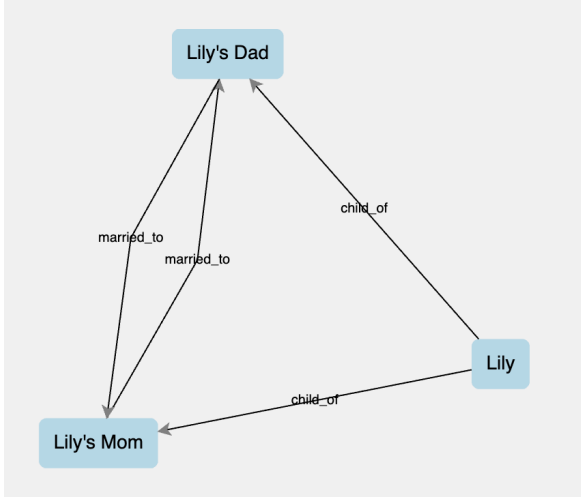 Lily's Dad
child_of
married_to
married_to
Lily
child_of
Lily's Mom